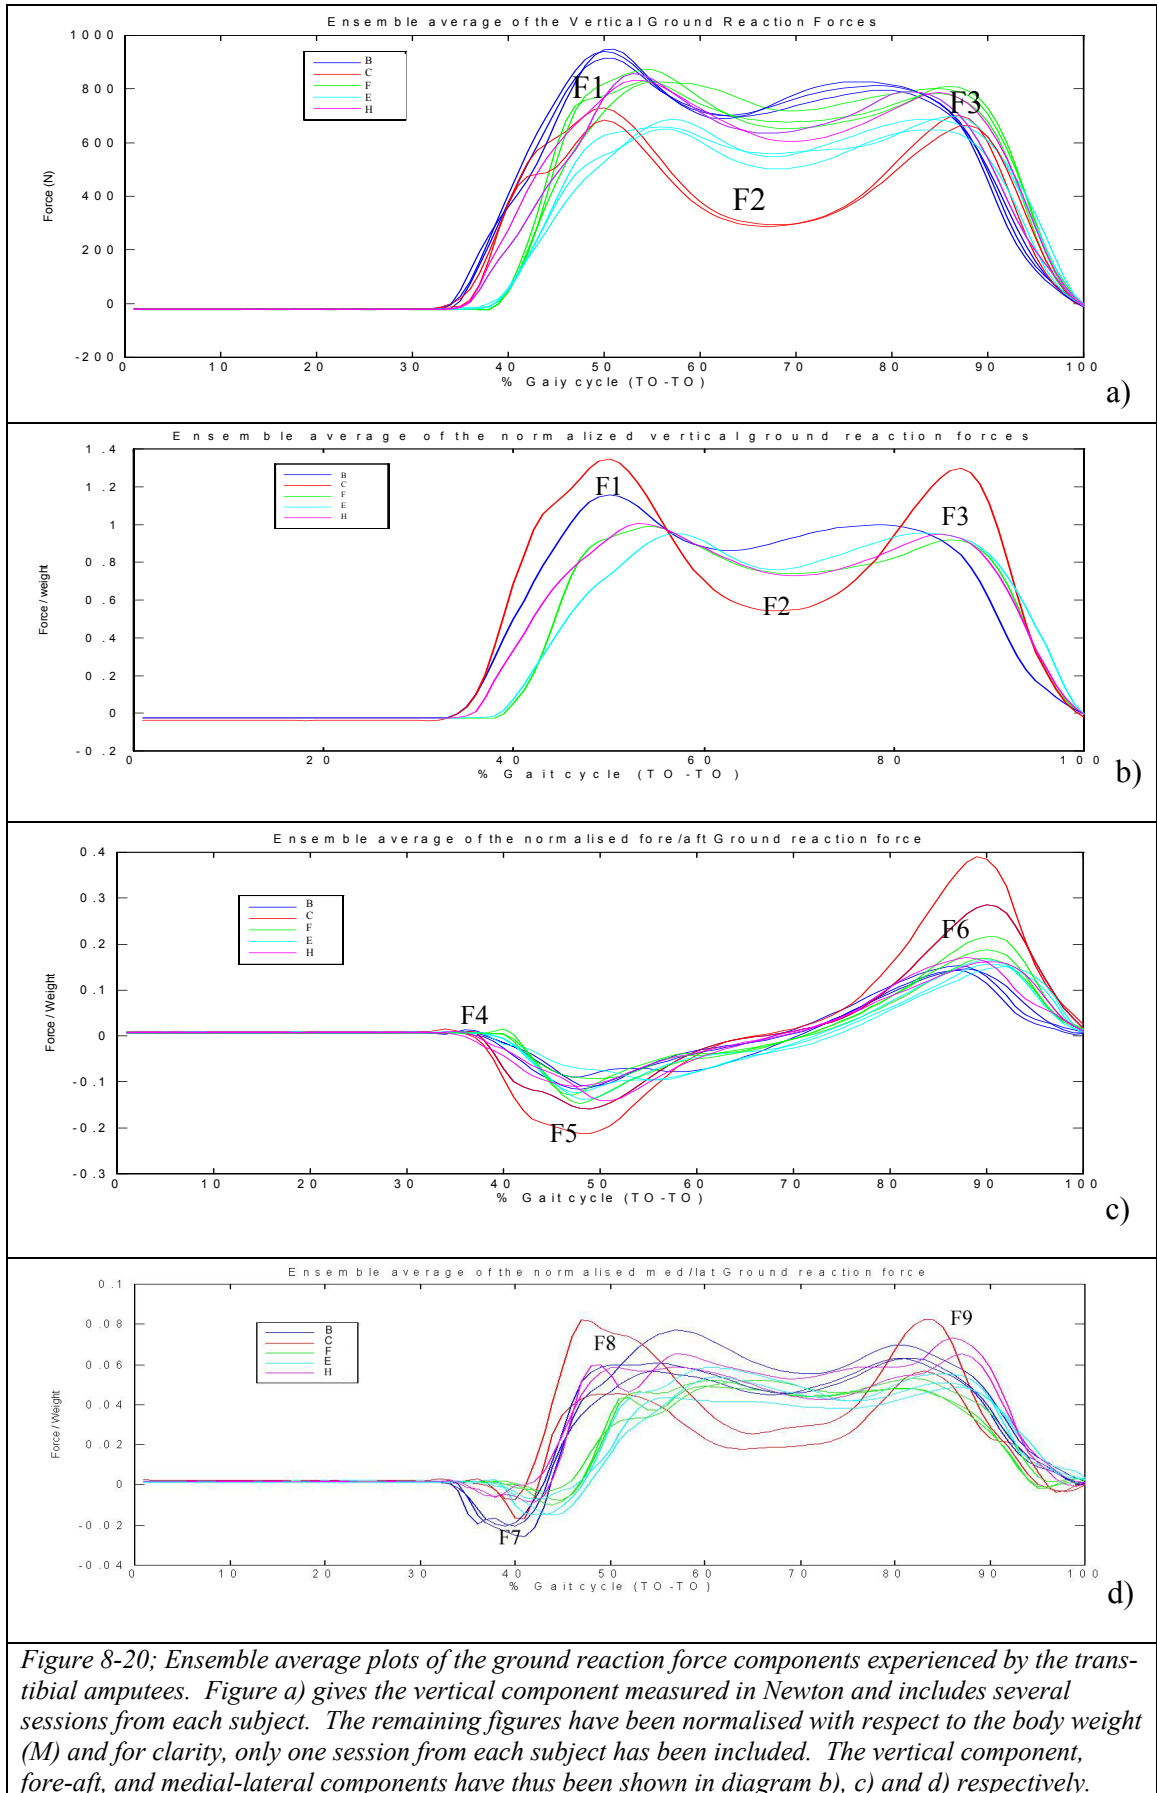 Ensemble average of the Vertical Ground Reaction Forces
1000
800
600
400
200
0
-200
Force (N)
B
C
F
E
H
F1
F2
F3
0 10 20 30 40 50 60 70 80 90 100
% Gaiy cycle (TO-TO)
a)
Ensemble average of the normalized vertical ground reaction forces
1.4
1.2
1
0.8
0.6
0.4
0.2
0
-0.2
Force / weight
B
C
F
E
H
F1
F2
F3
0 20 40 60 80 100
% Gait cycle (TO-TO)
b)
Ensemble average of the normalised fore/aft Ground reaction force
0.4
0.3
0.2
0.1
0
-0.1
-0.2
-0.3
Force / Weight
B
C
F
E
H
F4
F5
F6
0 10 20 30 40 50 60 70 80 90 100
% Gait cycle (TO-TO)
c)
Ensemble average of the normalised med/lat Ground reaction force
0.1
0.08
0.06
0.04
0.02
0
-0.02
-0.04
Force / Weight
B
C
F
E
H
F8
F9
F7
0 10 20 30 40 50 60 70 80 90 100
% Gait cycle (TO-TO)
d)
Figure 8-20; Ensemble average plots of the ground reaction force components experienced by the trans-
tibial amputees. Figure a) gives the vertical component measured in Newton and includes several
sessions from each subject. The remaining figures have been normalised with respect to the body weight
(M) and for clarity, only one session from each subject has been included. The vertical component,
fore-aft, and medial-lateral components have thus been shown in diagram b), c) and d) respectively.